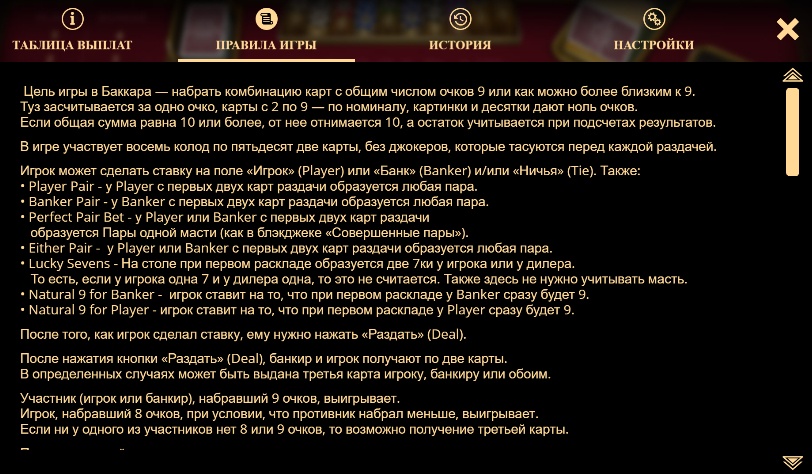 ТАБЛИЦА ВЫПЛАТ
ПРАВИЛА ИГРЫ
ИСТОРИЯ
НАСТРОЙКИ
Цель игры в Баккара — набрать комбинацию карт с общим числом очков 9 или как можно более близким к 9.
Туз засчитывается за одно очко, карты с 2 по 9 — по номиналу, картинки и десятки дают ноль очков.
Если общая сумма равна 10 или более, от нее отнимается 10, а остаток учитывается при подсчетах результатов.
В игре участвует восемь колод по пятьдесят две карты, без джокеров, которые тасуются перед каждой раздачей.
Игрок может сделать ставку на поле «Игрок» (Player) или «Банк» (Banker) и/или «Ничья» (Tie). Также:
• Player Pair - у Player с первых двух карт раздачи образуется любая пара.
• Banker Pair - у Banker с первых двух карт раздачи образуется любая пара.
• Perfect Pair Bet - у Player или Banker с первых двух карт раздачи
образуется Пары одной масти (как в блэкджеке «Совершенные пары»).
• Either Pair - у Player или Banker с первых двух карт раздачи образуется любая пара.
• Lucky Sevens - На столе при первом раскладе образуется две 7ки у игрока или у дилера.
То есть, если у игрока одна 7 и у дилера одна, то это не считается. Также здесь не нужно учитывать масть.
• Natural 9 for Banker - игрок ставит на то, что при первом раскладе у Banker сразу будет 9.
• Natural 9 for Player - игрок ставит на то, что при первом раскладе у Player сразу будет 9.
После того, как игрок сделал ставку, ему нужно нажать «Раздать» (Deal).
После нажатия кнопки «Раздать» (Deal), банкир и игрок получают по две карты.
В определенных случаях может быть выдана третья карта игроку, банкиру или обоим.
Участник (игрок или банкир), набравший 9 очков, выигрывает.
Игрок, набравший 8 очков, при условии, что противник набрал меньше, выигрывает.
Если ни у одного из участников нет 8 или 9 очков, то возможно получение третьей карты.